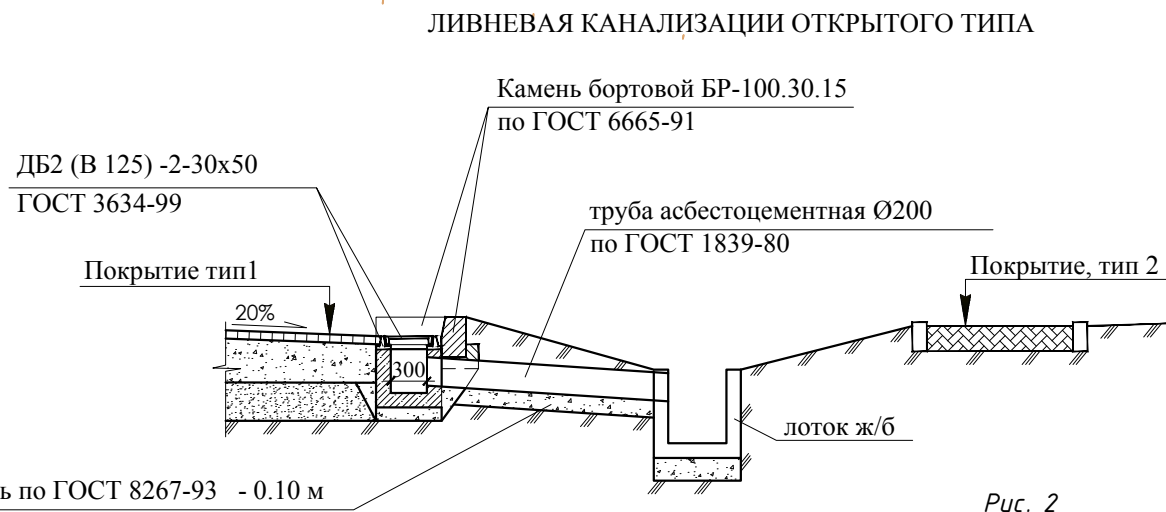 ЛИВНЕВАЯ КАНАЛИЗАЦИИ ОТКРЫТОГО ТИПА
Камень бортовой БР-100.30.15
по ГОСТ 6665-91
ДБ2 (В 125) -2-30х50
ГОСТ 3634-99
труба асбестоцементная Ø200
по ГОСТ 1839-80
Покрытие тип1
Покрытие, тип 2
20%
300
лоток ж/б
по ГОСТ 8267-93 - 0.10 м
Рис. 2